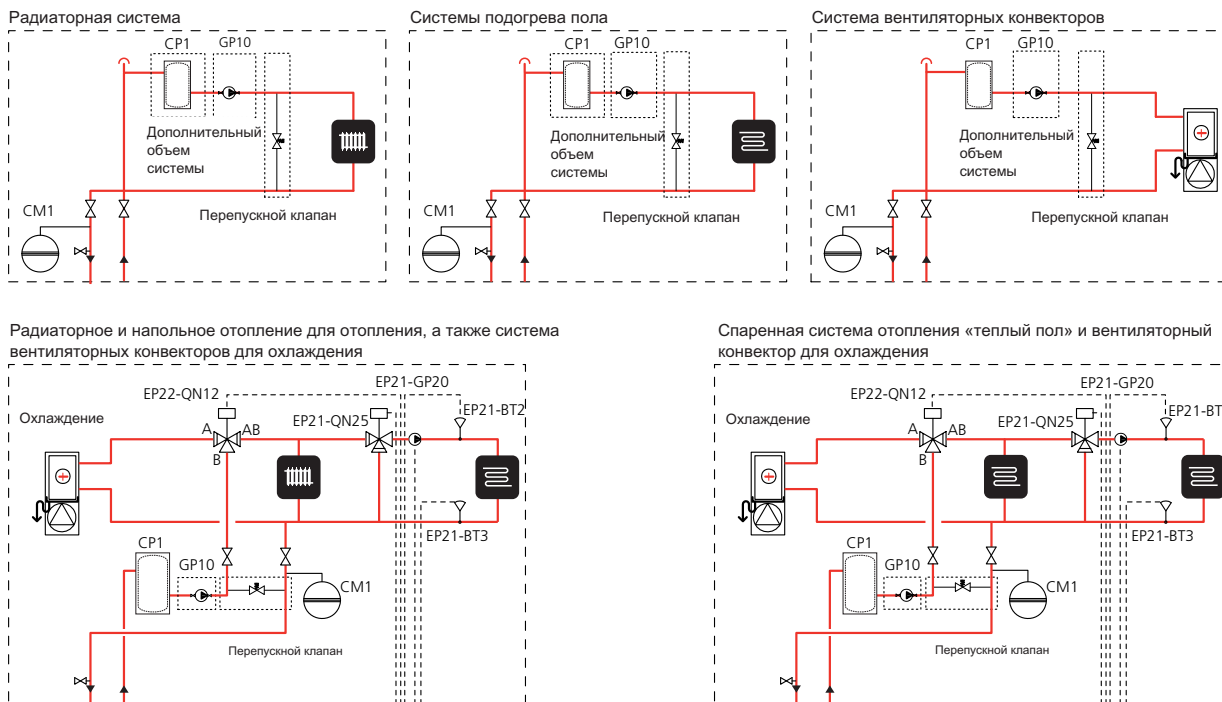 Радиаторная система
CP1
GP10
Дополнительный
объем
системы
CM1
Перепускной клапан
Системы подогрева пола
CP1
GP10
Дополнительный
объем
системы
CM1
Перепускной клапан
Система вентиляторных конвекторов
CP1
GP10
Дополнительный
объем
системы
CM1
Перепускной клапан
Радиаторное и напольное отопление для отопления, а также система
вентиляторных конвекторов для охлаждения
EP21-GP20
EP22-QN12
EP21-BT2
Охлаждение
EP21-QN25
A
AB
B
EP21-BT3
CP1
GP10
CM1
Перепускной клапан
Спаренная система отопления «теплый пол» и вентиляторный
конвектор для охлаждения
EP21-GP20
EP22-QN12
EP21-BT
Охлаждение
EP21-QN25
A
AB
B
EP21-BT3
CP1
GP10
CM1
Перепускной клапан